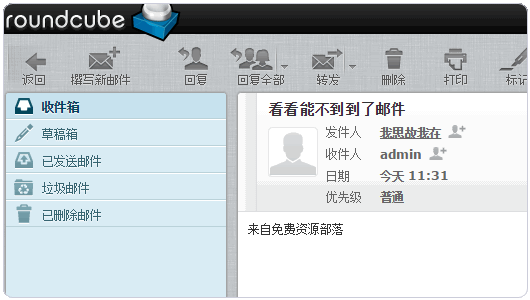 roundcube
返回 撰写新邮件 回复 回复全部 转发 删除 打印 标记
收件箱
草稿箱
已发送邮件
垃圾邮件
已删除邮件
看看能不到到了邮件
发件人 我思故我在
收件人 admin
日期 今天 11:31
优先级 普通
来自免费资源部落